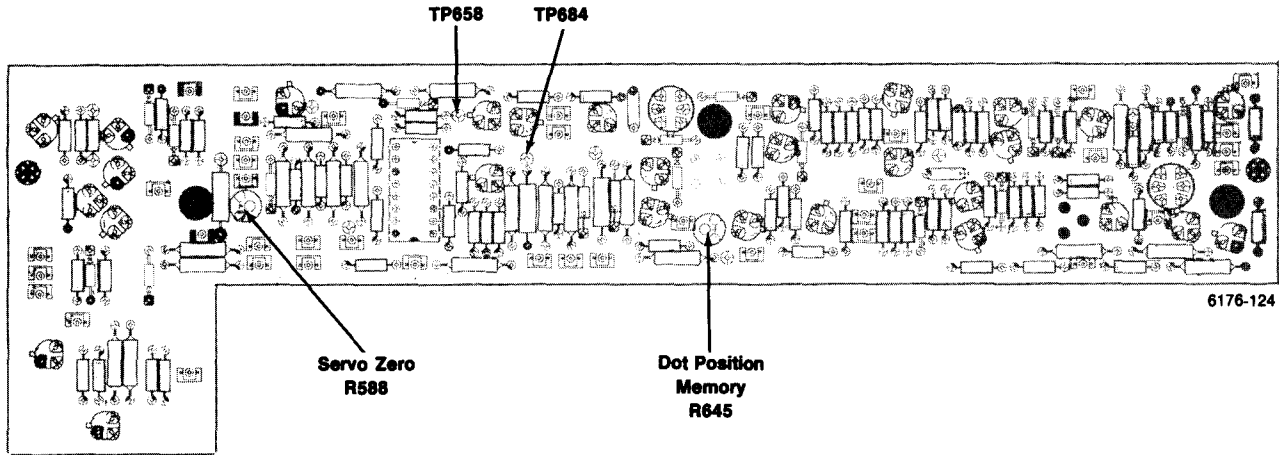 TP658
TP684
6176-124
Servo Zero
R588
Dot Position
Memory
R645